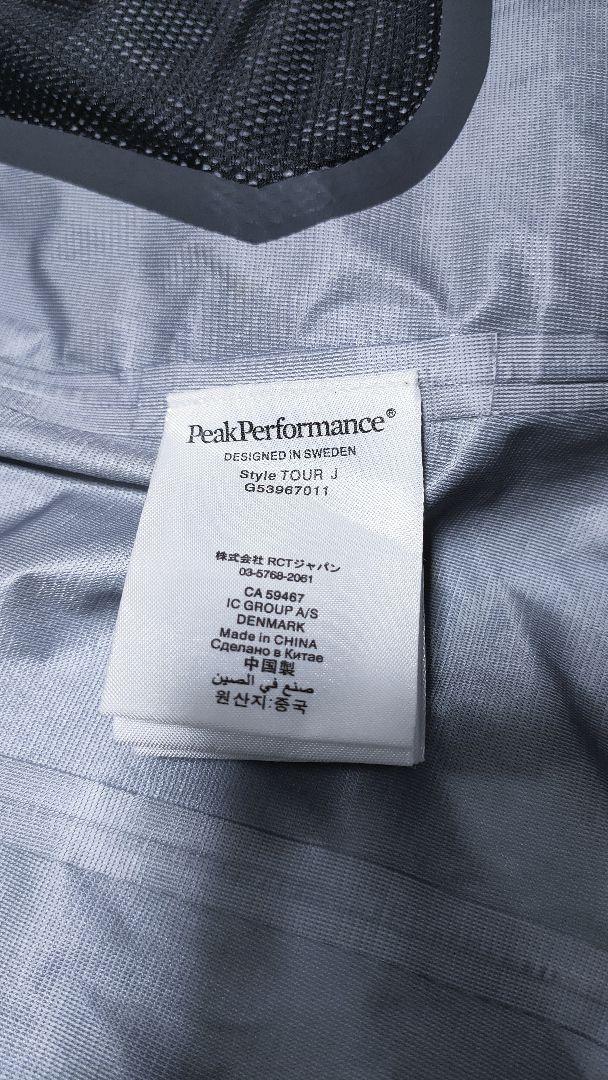 PeakPerformance®
DESIGNED IN SWEDEN
Style TOUR J
G53967011
株式会社 RCTジャパン
03-5768-2061
CA 59467
IC GROUP A/S
DENMARK
Made in CHINA
Сделано в Китае
中国製
صنع في الصين
원산지:중국